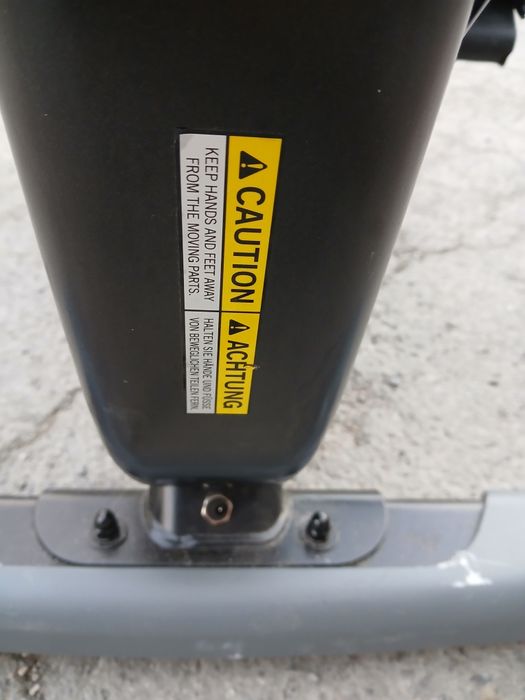 CAUTION
KEEP HANDS AND FEET AWAY
FROM THE MOVING PARTS.
ACHTUNG
HALTEN SIE HÄNDE UND FÜSSE
VON BEWEGLICHEN TEILEN FERN.